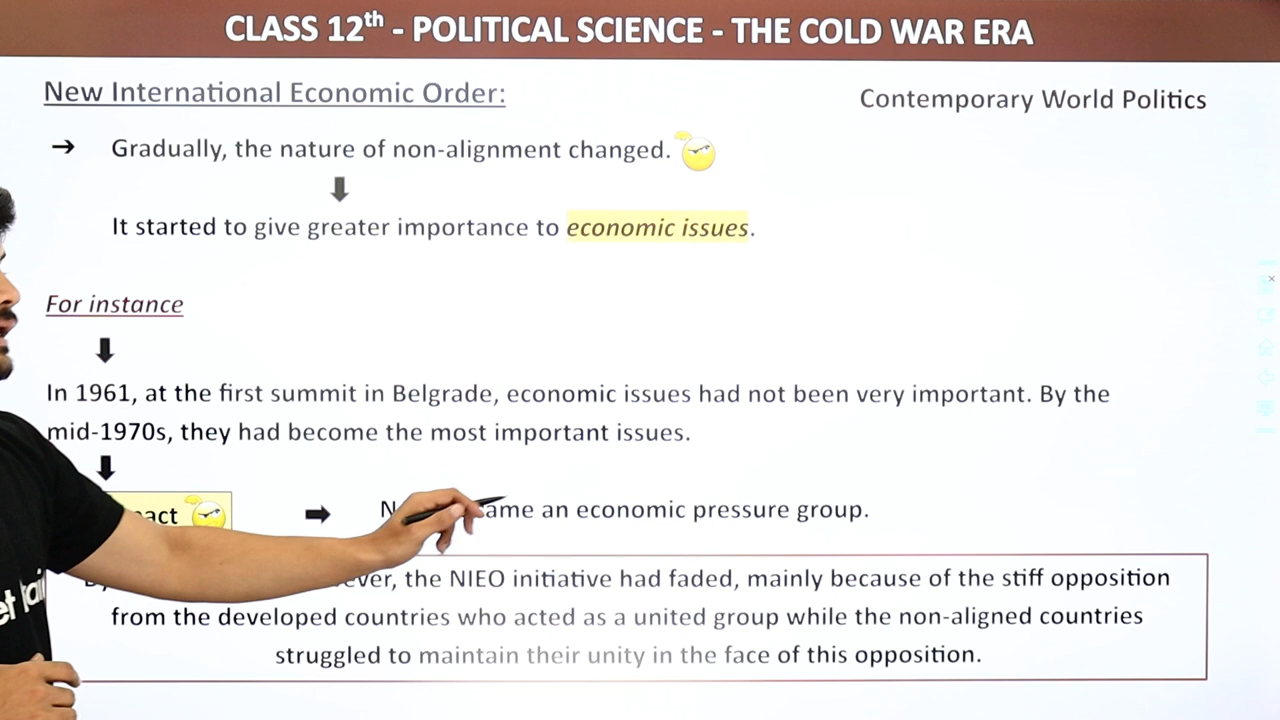 CLASS 12th - POLITICAL SCIENCE - THE COLD WAR ERA
New International Economic Order:
Contemporary World Politics
➔ Gradually, the nature of non-alignment changed.
It started to give greater importance to economic issues.
For instance
In 1961, at the first summit in Belgrade, economic issues had not been very important. By the
mid-1970s, they had become the most important issues.
an economic pressure group.
the NIEO initiative had faded, mainly because of the stiff opposition
from the developed countries who acted as a united group while the non-aligned countries
struggled to maintain their unity in the face of this opposition.